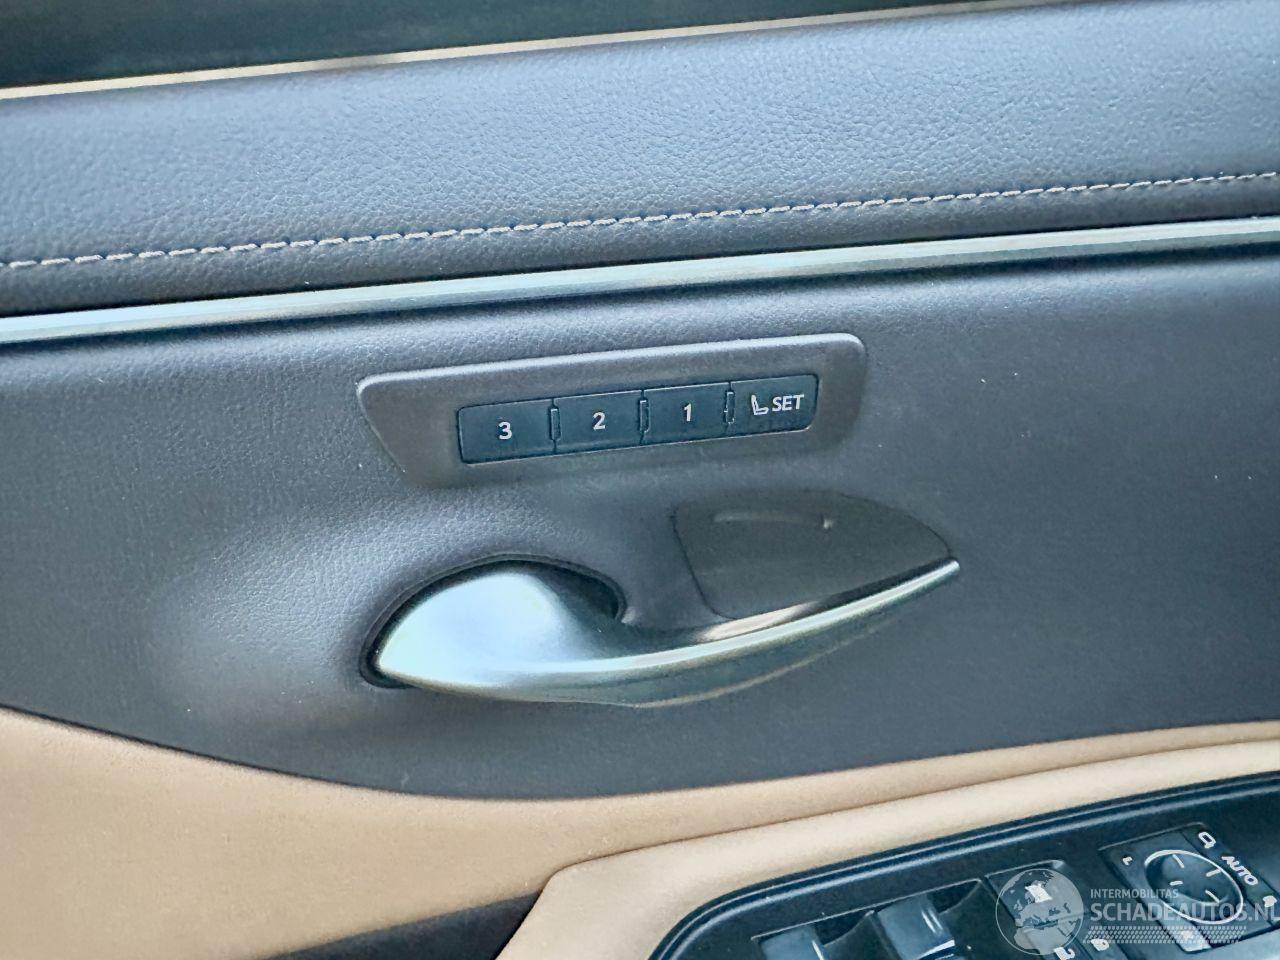 3 2 1 SET
L AUTO
INTERMOBILITAS
SCHADEAUTOS.NL